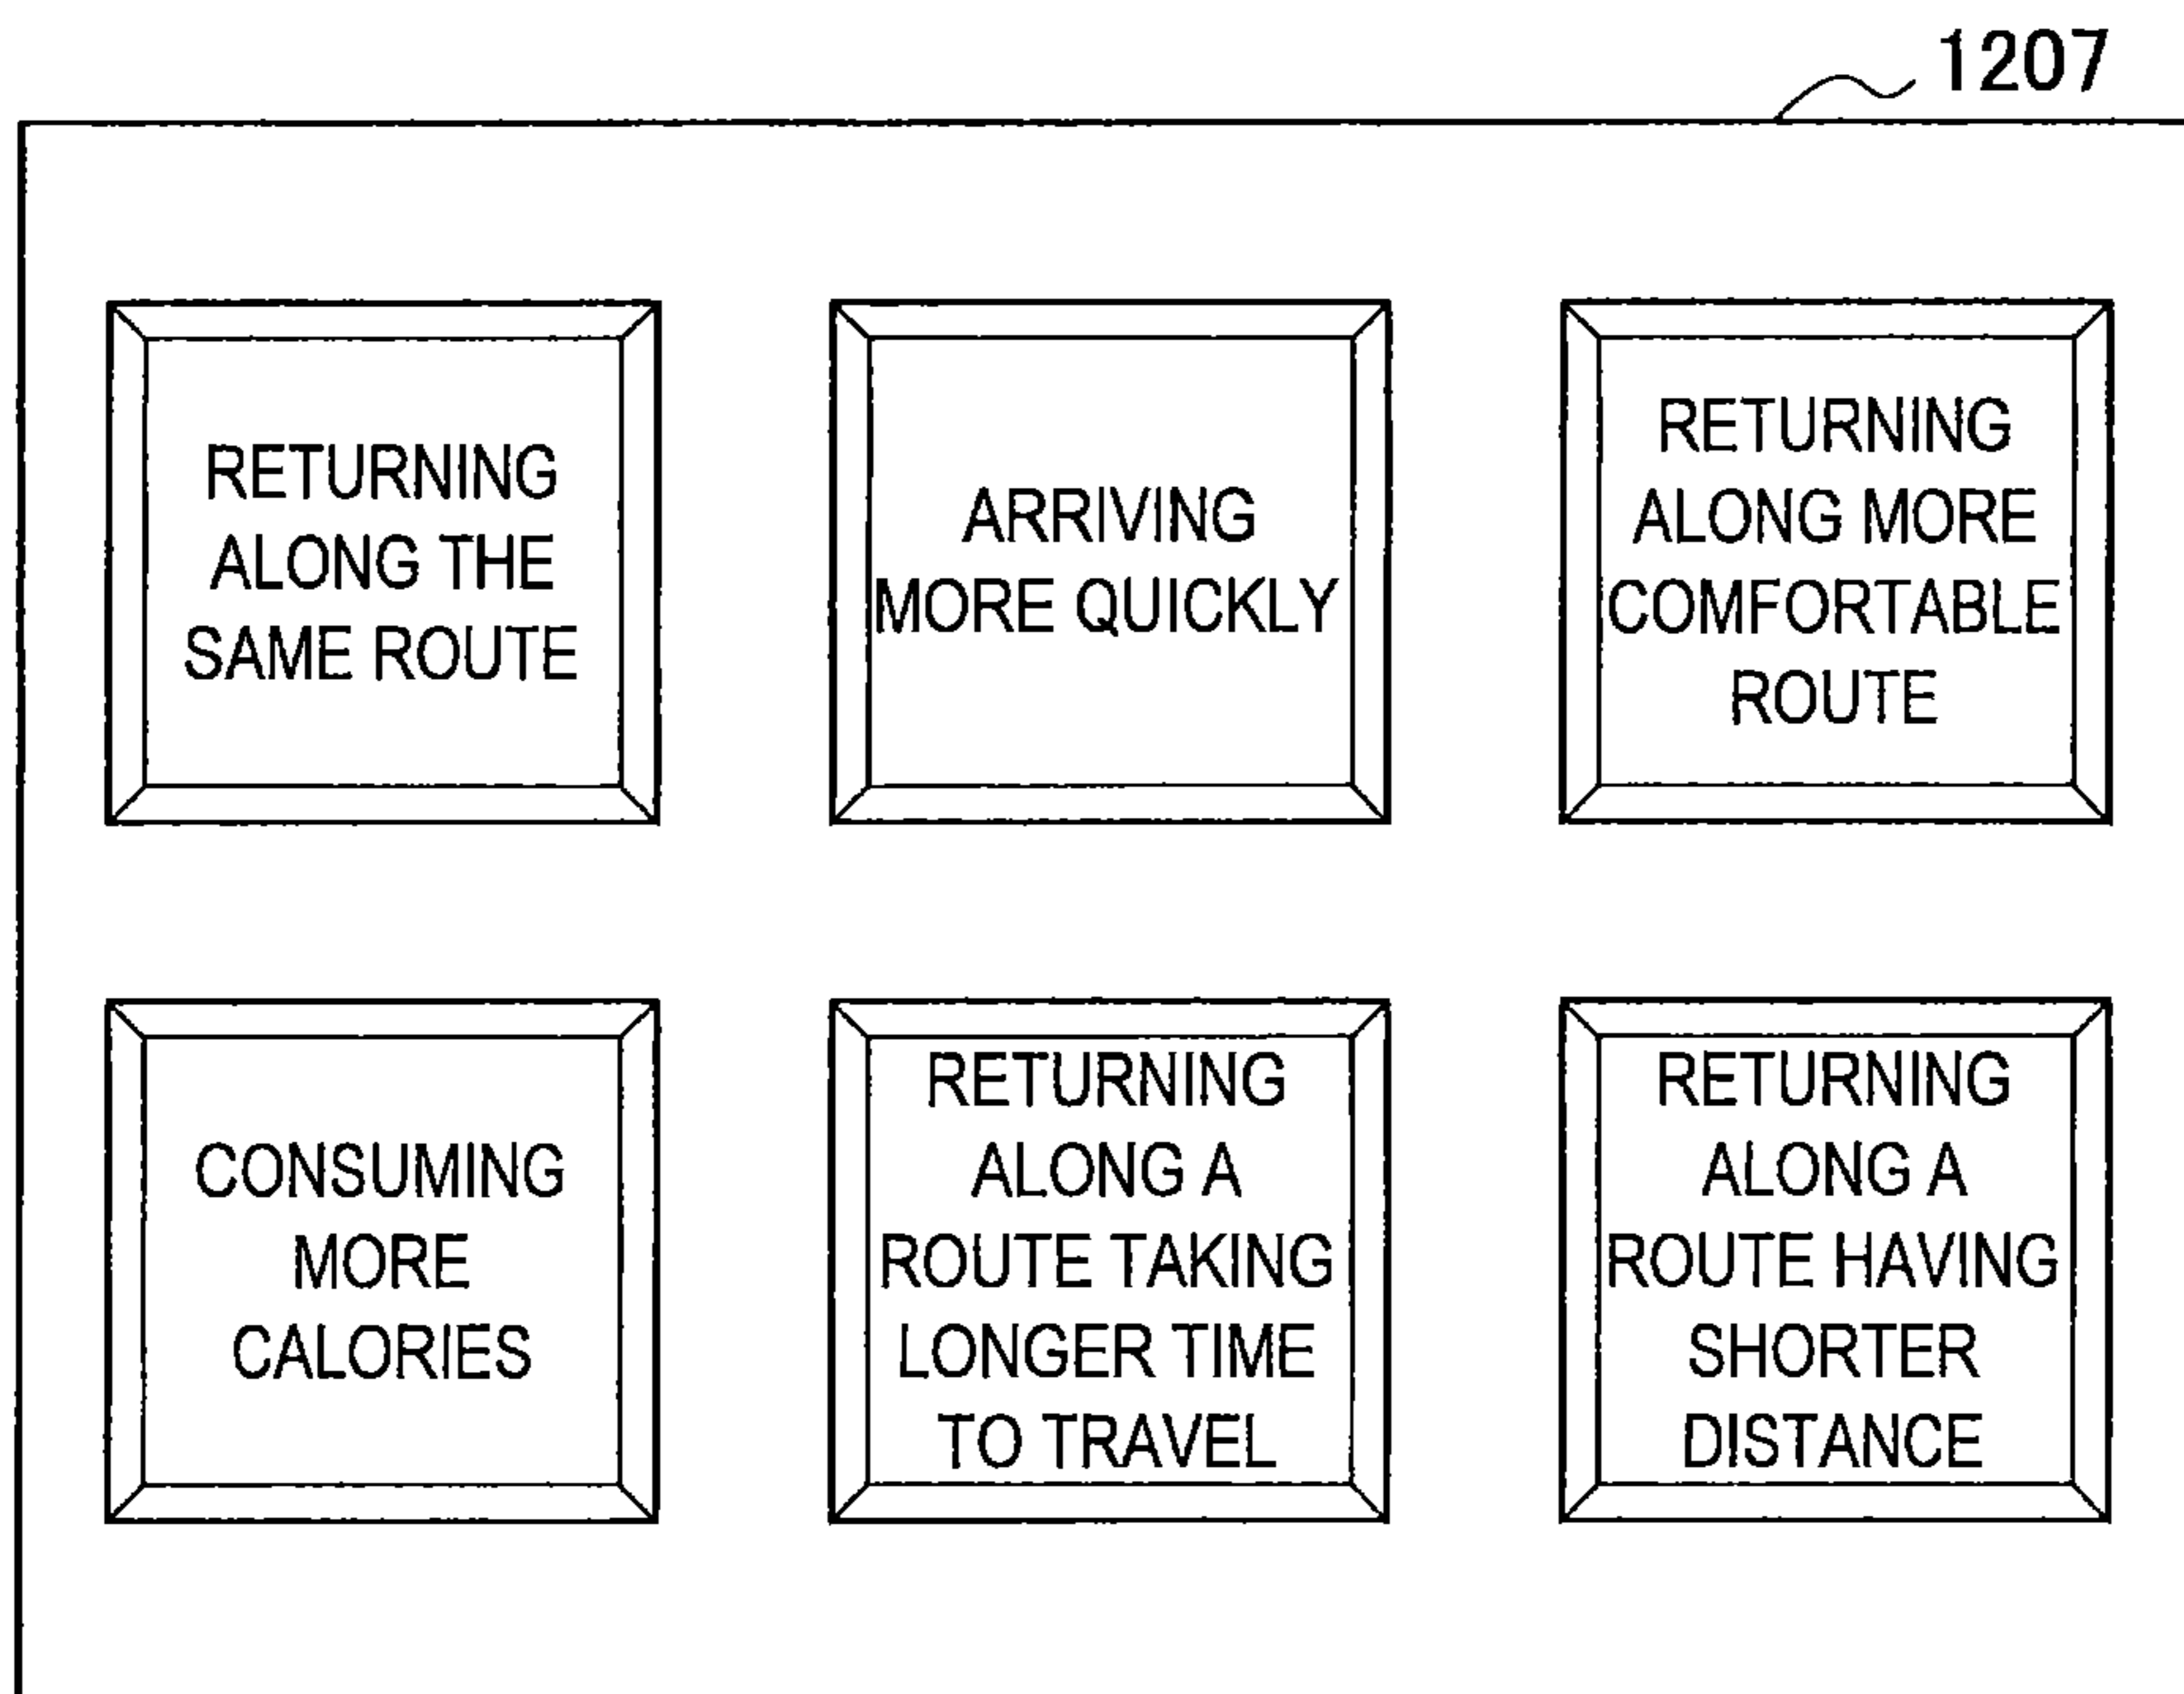 1207
RETURNING
ALONG THE
SAME ROUTE
ARRIVING
MORE QUICKLY
RETURNING
ALONG MORE
COMFORTABLE
ROUTE
CONSUMING
MORE
CALORIES
RETURNING
ALONG A
ROUTE TAKING
LONGER TIME
TO TRAVEL
RETURNING
ALONG A
ROUTE HAVING
SHORTER
DISTANCE